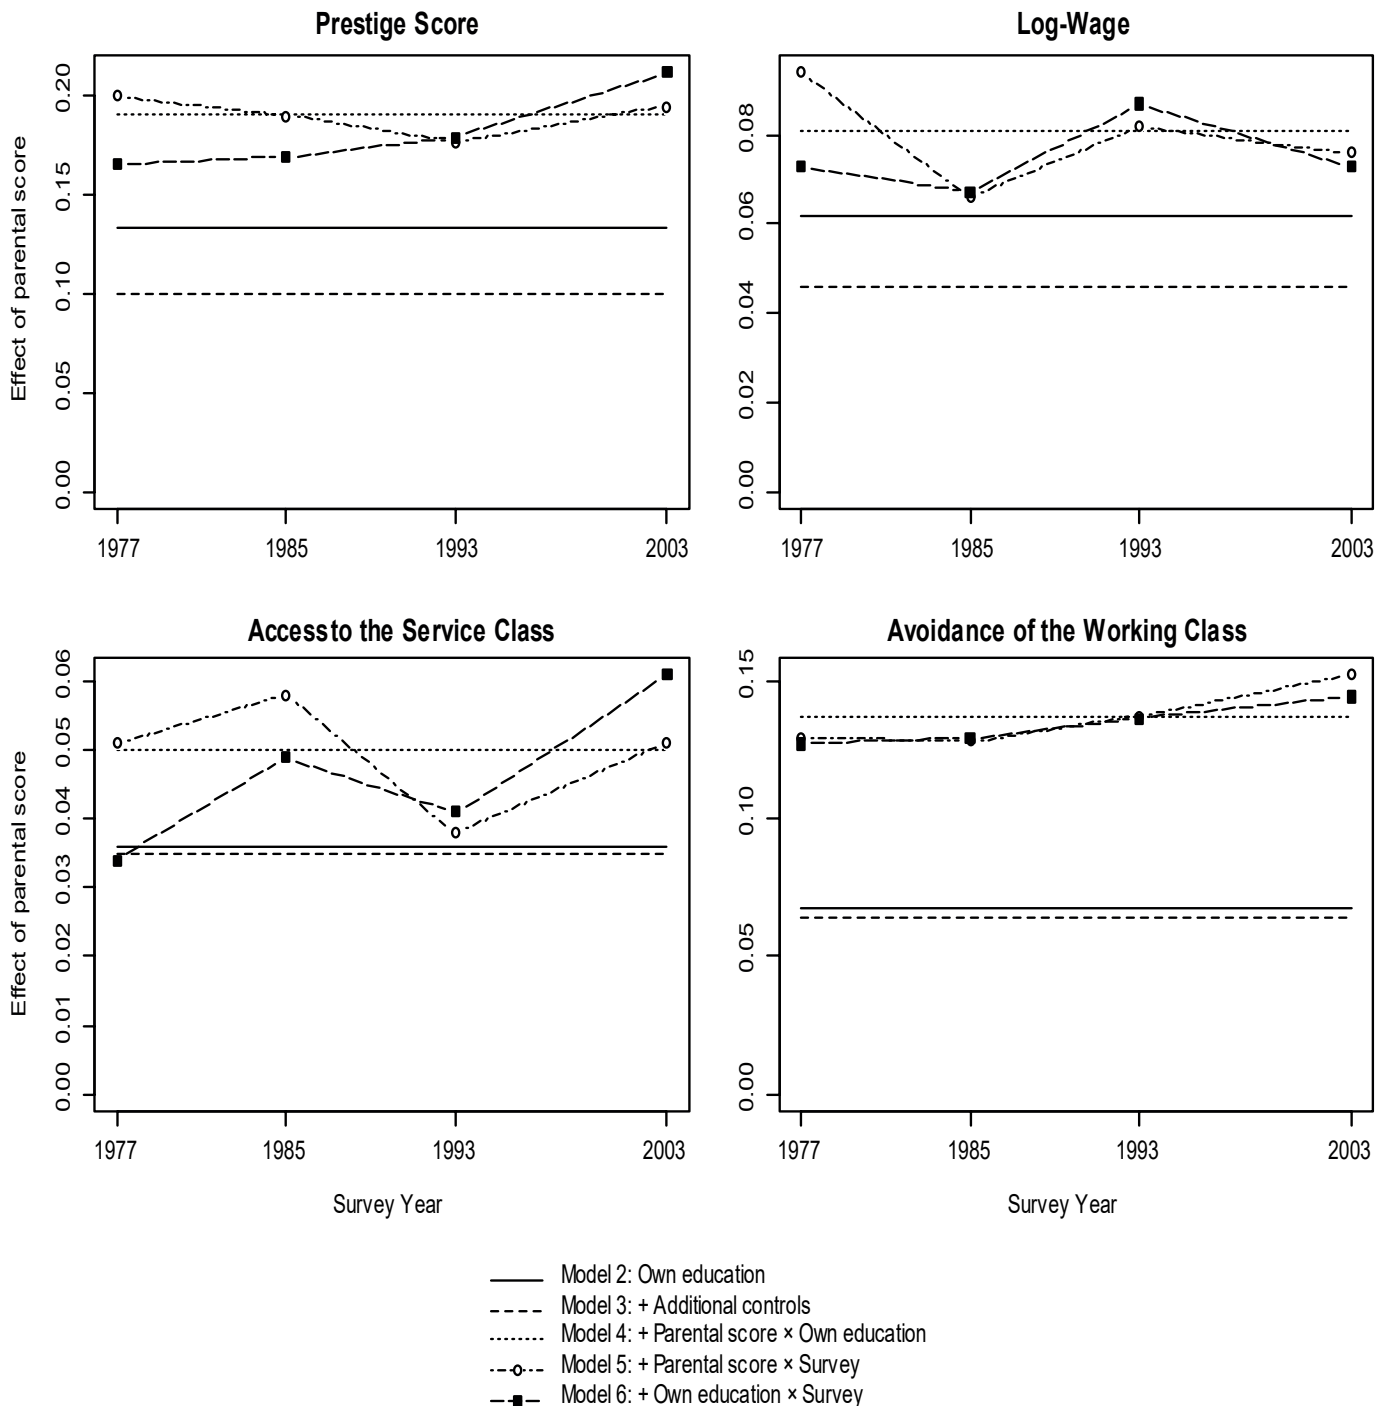 Prestige Score
Effect of parental score
0.20
0.15
0.10
0.05
0.00
1977 1985 1993 2003
Log-Wage
0.08
0.06
0.04
0.02
0.00
1977 1985 1993 2003
Accessto the Service Class
Effect of parental score
0.06
0.05
0.04
0.03
0.02
0.01
0.00
1977 1985 1993 2003
Survey Year
Avoidance of the Working Class
0.15
0.10
0.05
0.00
1977 1985 1993 2003
Survey Year
Model 2: Own education
Model 3: + Additional controls
Model 4: + Parental score × Own education
Model 5: + Parental score × Survey
Model 6: + Own education × Survey